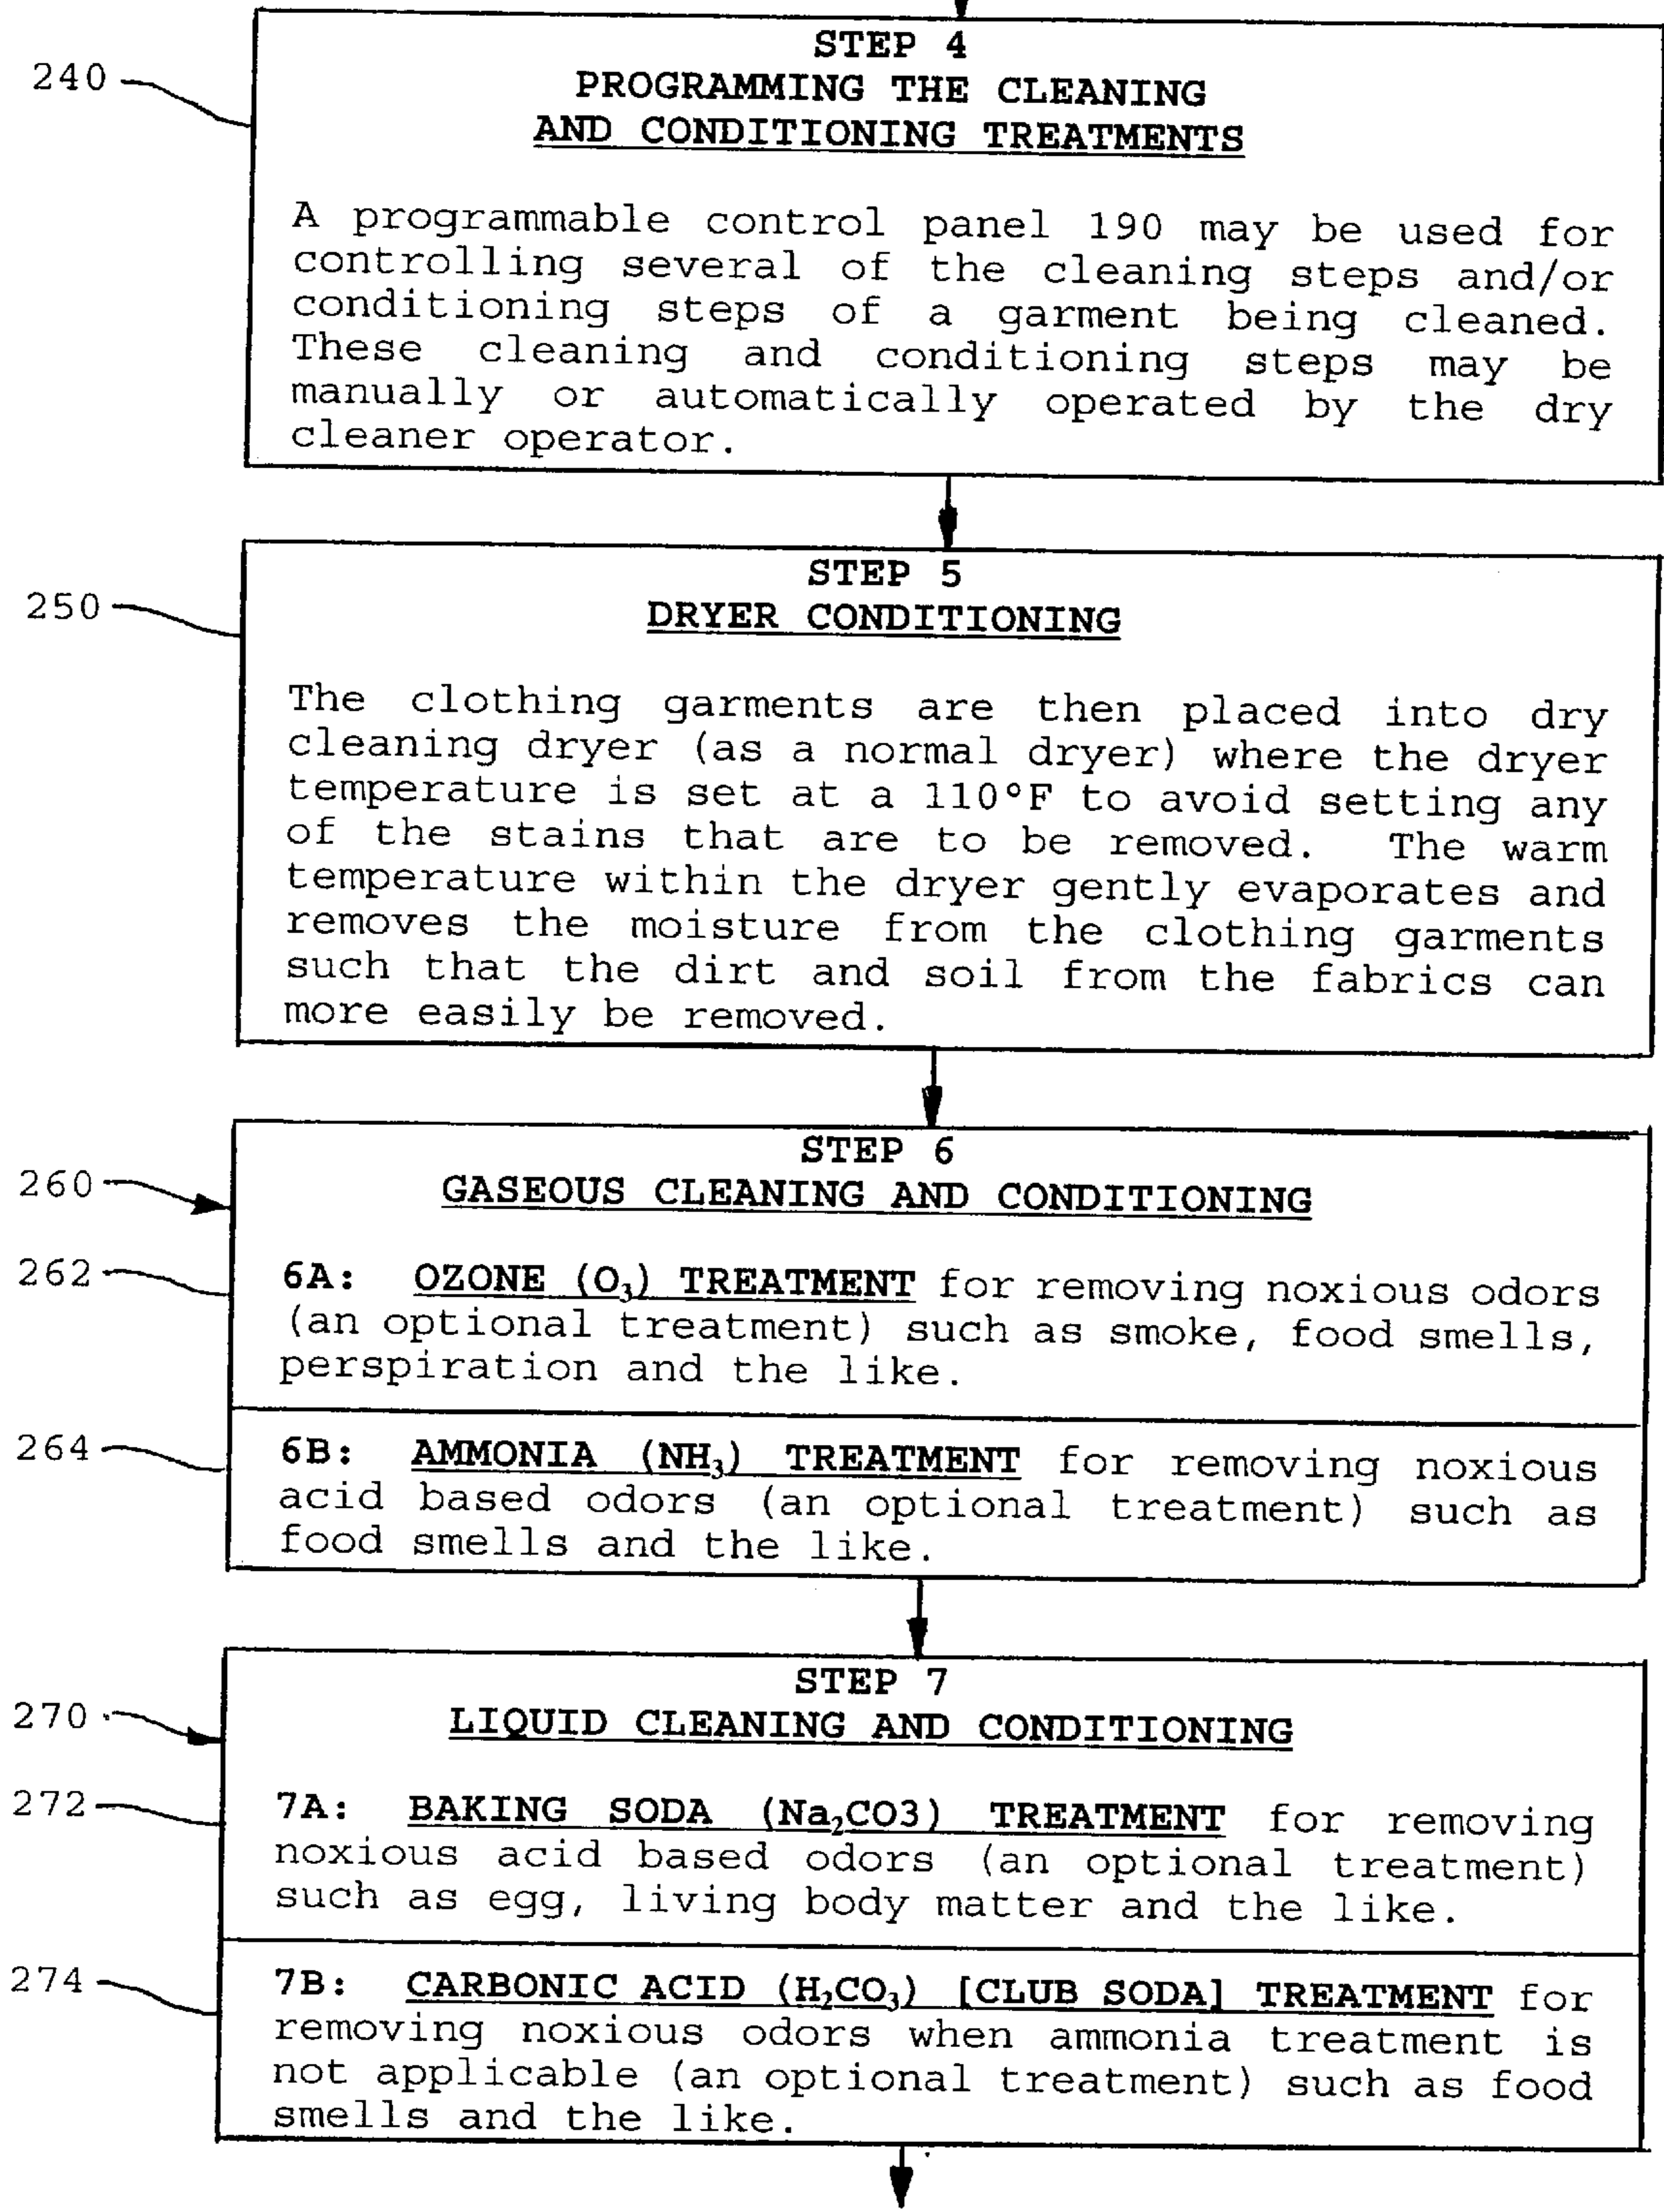 STEP 4
240
PROGRAMMING THE CLEANING
AND CONDITIONING TREATMENTS
A programmable control panel 190 may be used for
controlling several of the cleaning steps and/or
conditioning steps of a garment being cleaned.
These cleaning and conditioning steps may be
manually or automatically operated by the dry
cleaner operator.
STEP 5
250
DRYER CONDITIONING
The clothing garments are then placed into dry
cleaning dryer (as a normal dryer) where the dryer
temperature is set at a 110°F to avoid setting any
of the stains that are to be removed. The warm
temperature within the dryer gently evaporates and
removes the moisture from the clothing garments
such that the dirt and soil from the fabrics can
more easily be removed.
STEP 6
260
GASEOUS CLEANING AND CONDITIONING
262
6A: OZONE (O₃) TREATMENT for removing noxious odors
(an optional treatment) such as smoke, food smells,
perspiration and the like.
264
6B: AMMONIA (NH₃) TREATMENT for removing noxious
acid based odors (an optional treatment) such as
food smells and the like.
STEP 7
270
LIQUID CLEANING AND CONDITIONING
272
7A: BAKING SODA (Na₂CO3) TREATMENT for removing
noxious acid based odors (an optional treatment)
such as egg, living body matter and the like.
274
7B: CARBONIC ACID (H₂CO₃) [CLUB SODA] TREATMENT for
removing noxious odors when ammonia treatment is
not applicable (an optional treatment) such as food
smells and the like.